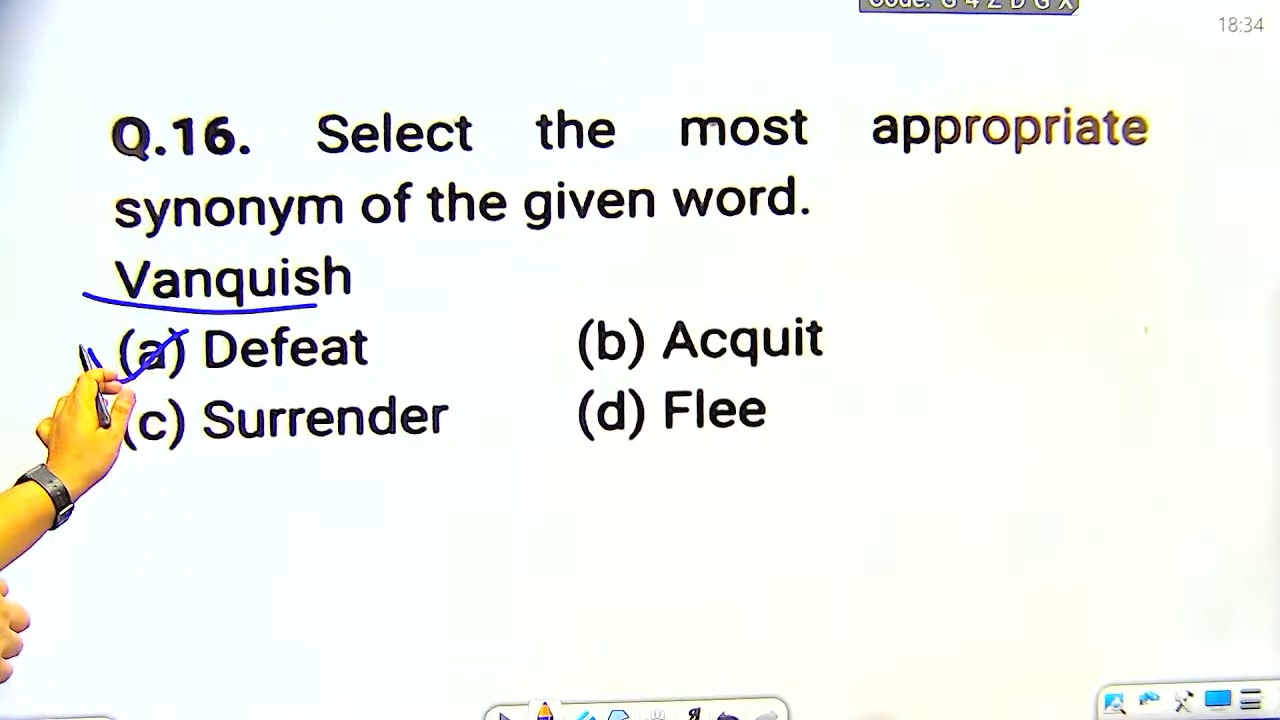 18:34
Q.16. Select the most appropriate
synonym of the given word.
Vanquish
(a) Defeat (b) Acquit
(c) Surrender (d) Flee